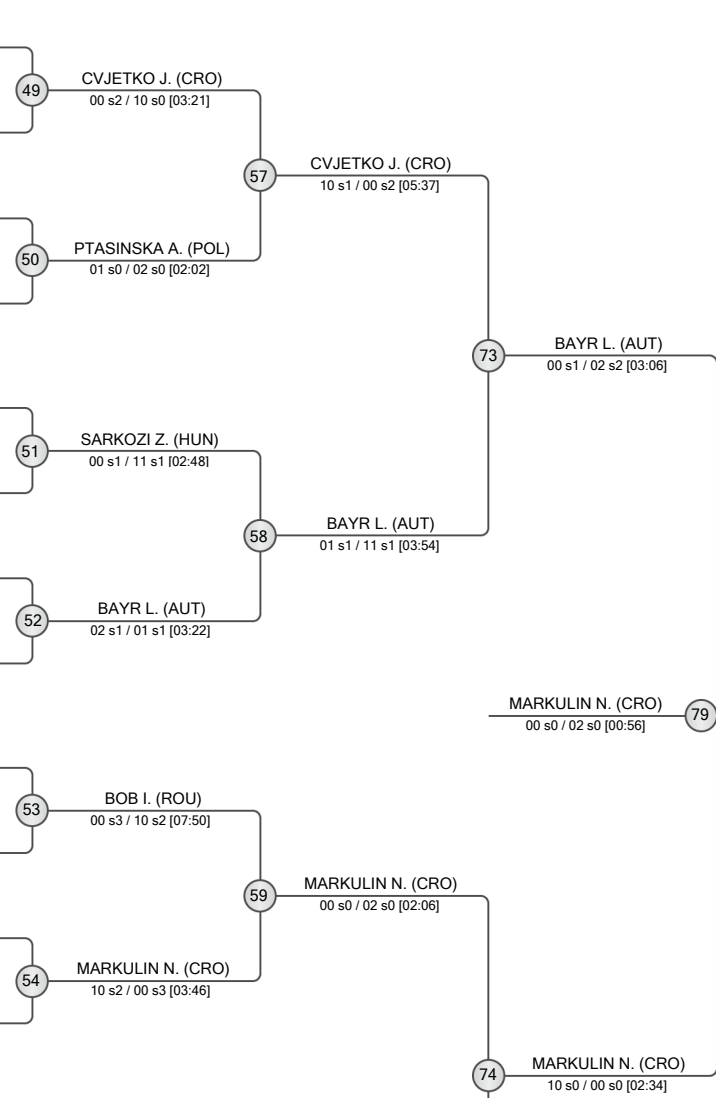 49
CVJETKO J. (CRO)
00 s2 / 10 s0 [03:21]
57
CVJETKO J. (CRO)
10 s1 / 00 s2 [05:37]
50
PTASINSKA A. (POL)
01 s0 / 02 s0 [02:02]
73
BAYR L. (AUT)
00 s1 / 02 s2 [03:06]
51
SARKOZI Z. (HUN)
00 s1 / 11 s1 [02:48]
58
BAYR L. (AUT)
01 s1 / 11 s1 [03:54]
52
BAYR L. (AUT)
02 s1 / 01 s1 [03:22]
MARKULIN N. (CRO)
00 s0 / 02 s0 [00:56]
79
53
BOB I. (ROU)
00 s3 / 10 s2 [07:50]
59
MARKULIN N. (CRO)
00 s0 / 02 s0 [02:06]
54
MARKULIN N. (CRO)
10 s2 / 00 s3 [03:46]
74
MARKULIN N. (CRO)
10 s0 / 00 s0 [02:34]